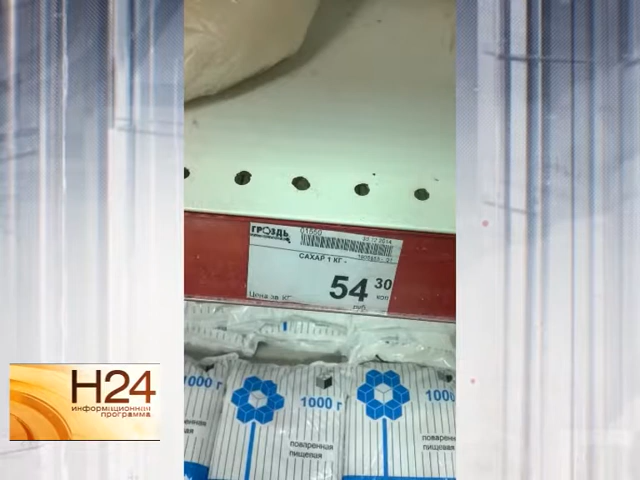 ГРОЗДЬ
01550
САХАР 1 КГ -
54 30
Цена за КГ
руб.
коп
1000 г
1000 г
1000
поваренная
пищевая
поваренная
пищевая
Н24
информационная
программа